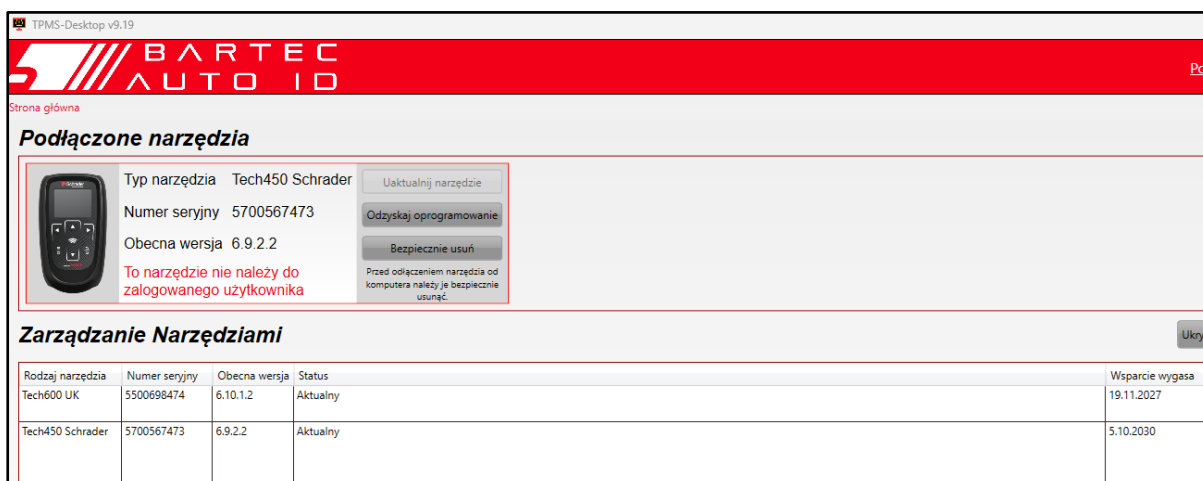 TPMS-Desktop v9.19
BARTEC
AUTO ID
Strona główna
Podłączone narzędzia
Schrader
Typ narzędzia Tech450 Schrader
Numer seryjny 5700567473
Obecna wersja 6.9.2.2
To narzędzie nie należy do
zalogowanego użytkownika
Uaktualnij narzędzie
Odzyskaj oprogramowanie
Bezpiecznie usuń
Przed odłączeniem narzędzia od
komputera należy je bezpiecznie
usunąć.
Zarządzanie Narzędziami
Rodzaj narzędzia Numer seryjny Obecna wersja Status Wsparcie wygasa
Tech600 UK 5500698474 6.10.1.2 Aktualny 19.11.2027
Tech450 Schrader 5700567473 6.9.2.2 Aktualny 5.10.2030